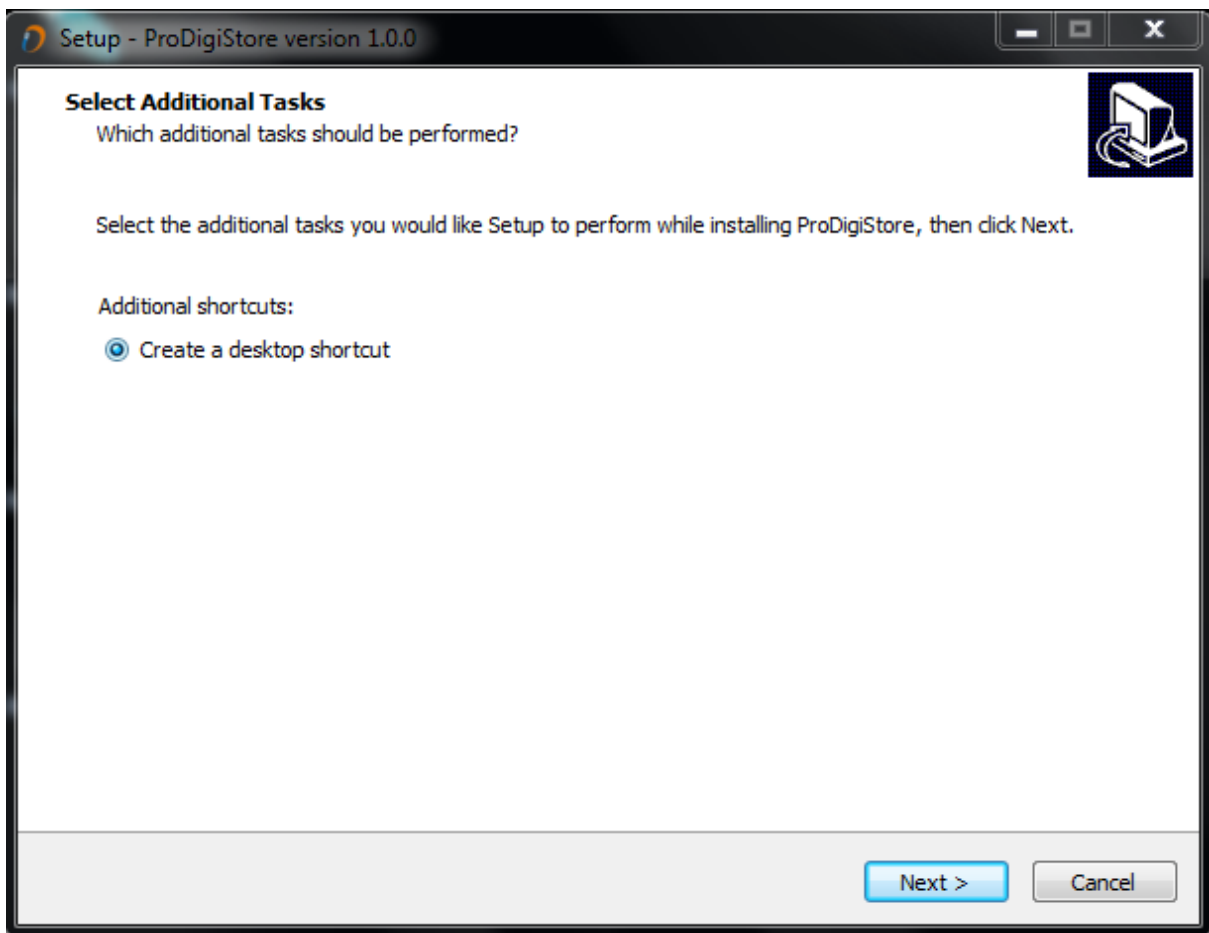 Setup - ProDigiStore version 1.0.0
Select Additional Tasks
Which additional tasks should be performed?
Select the additional tasks you would like Setup to perform while installing ProDigiStore, then click Next.
Additional shortcuts:
Create a desktop shortcut
Next >
Cancel